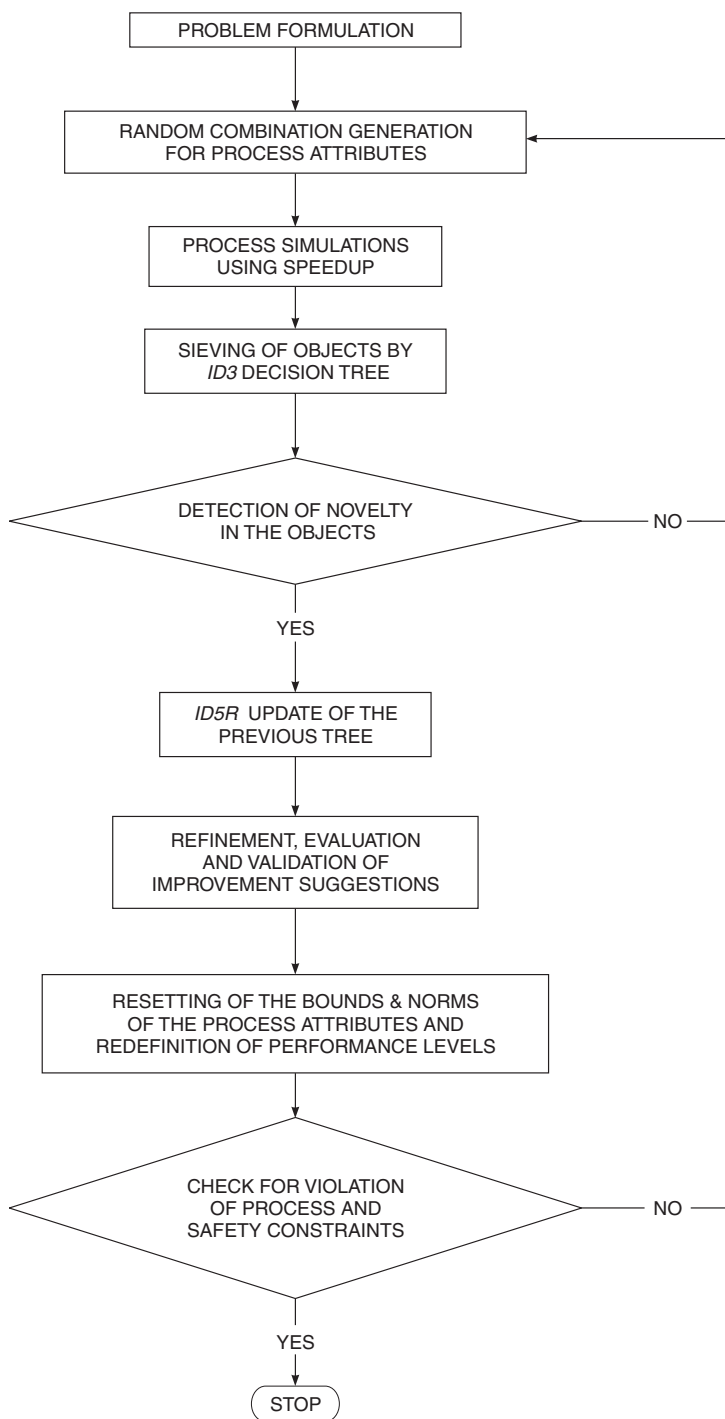 PROBLEM FORMULATION
RANDOM COMBINATION GENERATION
FOR PROCESS ATTRIBUTES
PROCESS SIMULATIONS
USING SPEEDUP
SIEVING OF OBJECTS BY
ID3 DECISION TREE
DETECTION OF NOVELTY
IN THE OBJECTS
NO
YES
ID5R UPDATE OF THE
PREVIOUS TREE
REFINEMENT, EVALUATION
AND VALIDATION OF
IMPROVEMENT SUGGESTIONS
RESETTING OF THE BOUNDS & NORMS
OF THE PROCESS ATTRIBUTES AND
REDEFINITION OF PERFORMANCE LEVELS
CHECK FOR VIOLATION
OF PROCESS AND
SAFETY CONSTRAINTS
NO
YES
STOP